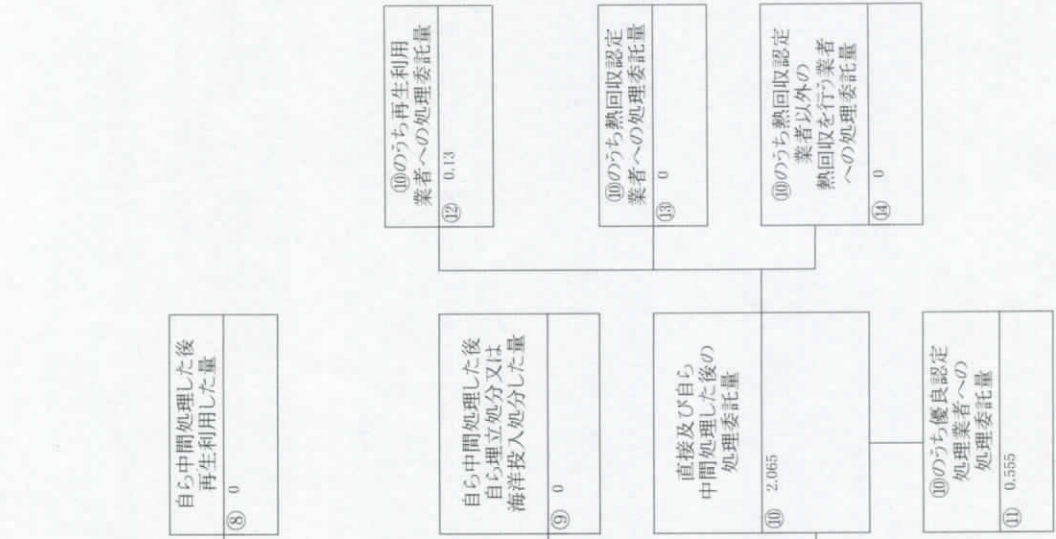 自ら中間処理した後
再生利用した量
⑧ 0
自ら中間処理した後
自ら埋立処分又は
海洋投入処分した量
⑨ 0
直接及び自ら
中間処理した後の
処理委託量
⑩ 2.065
⑩のうち優良認定
処理業者への
処理委託量
⑪ 0.555
⑩のうち再生利用
業者への処理委託量
⑫ 0.13
⑩のうち熱回収認定
業者への処理委託量
⑬ 0
⑩のうち熱回収認定
業者以外の
熱回収を行う業者
への処理委託量
⑭ 0